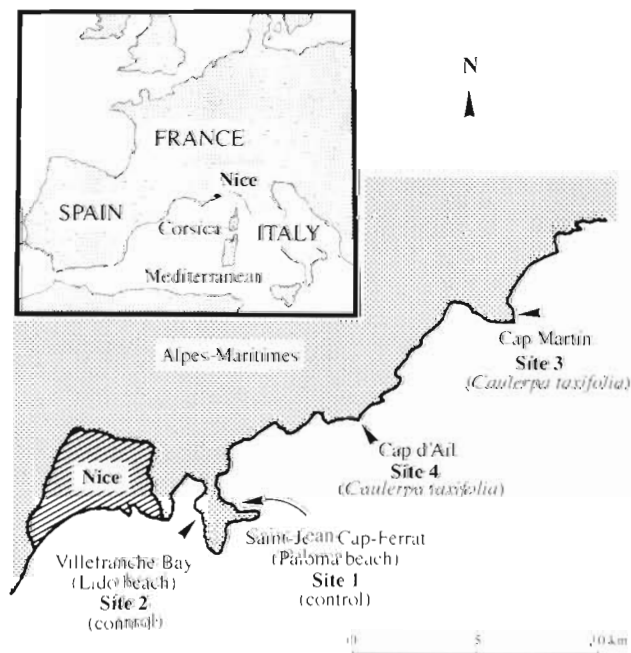 N
FRANCE
Nice
SPAIN
Corsica
ITALY
Mediterranean
Alpes-Maritimes
Cap Martin
Site 3
(Caulerpa taxifolia)
Cap d'Ail
Site 4
(Caulerpa taxifolia)
Nice
Saint-Jean-Cap-Ferrat
(Paloma beach)
Site 1
(control)
Villefranche Bay
(Lido beach)
Site 2
(control)
0 5 10 km